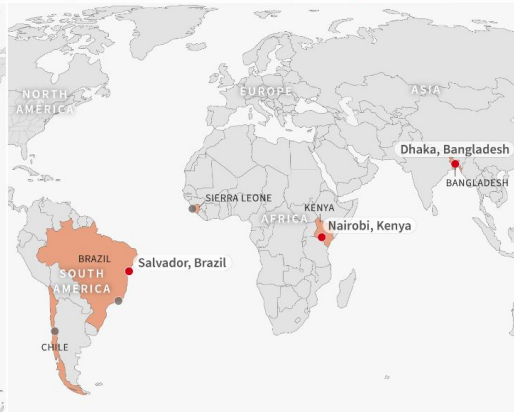 NORTH
AMERICA
EUROPE
ASIA
Dhaka, Bangladesh
BANGLADESH
SIERRA LEONE
KENYA
AFRICA
Nairobi, Kenya
BRAZIL
Salvador, Brazil
SOUTH
AMERICA
CHILE